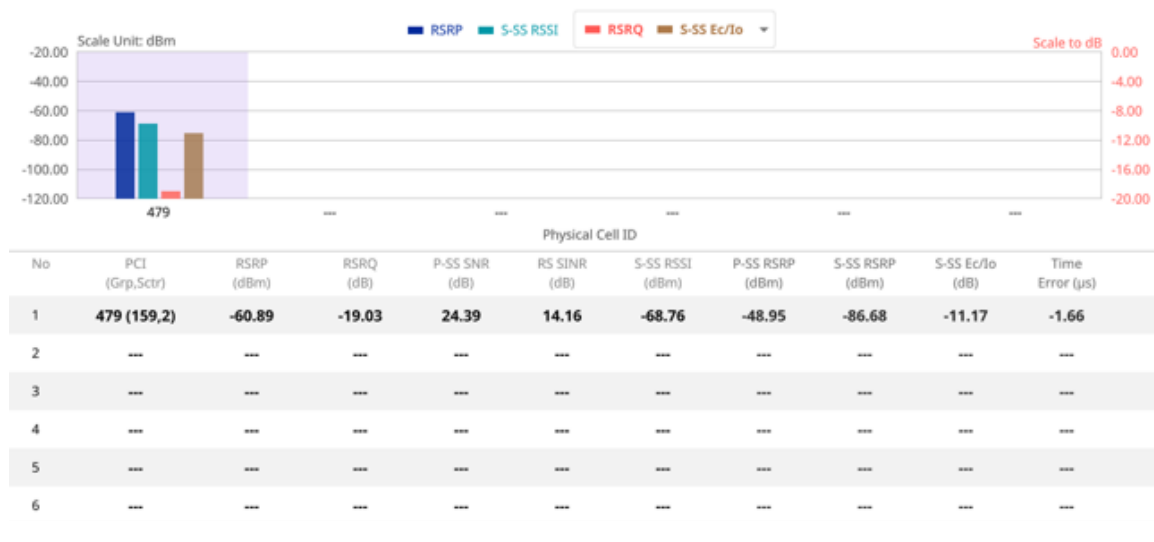 RSRP S-SS RSSI RSRQ S-SS Ec/Io
Scale Unit: dBm Scale to dB
-20.00 0.00
-40.00 -4.00
-60.00 -8.00
-80.00 -12.00
-100.00 -16.00
-120.00 -20.00
479 --- --- --- --- ---
Physical Cell ID
No PCI RSRP RSRQ P-SS SNR RS SINR S-SS RSSI P-SS RSRP S-SS RSRP S-SS Ec/Io Time
(Grp,Sctr) (dBm) (dB) (dB) (dB) (dBm) (dBm) (dBm) (dB) Error (μs)
1 479 (159,2) -60.89 -19.03 24.39 14.16 -68.76 -48.95 -86.68 -11.17 -1.66
2 --- --- --- --- --- --- --- --- --- ---
3 --- --- --- --- --- --- --- --- --- ---
4 --- --- --- --- --- --- --- --- --- ---
5 --- --- --- --- --- --- --- --- --- ---
6 --- --- --- --- --- --- --- --- --- ---